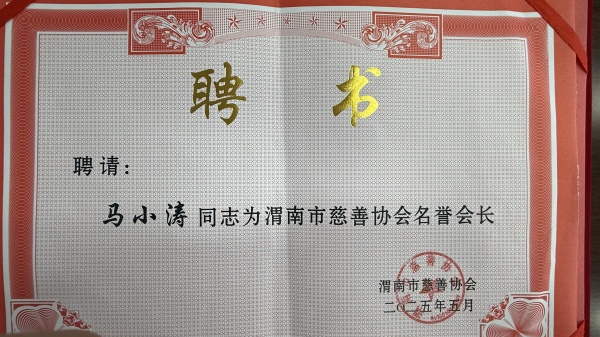 聘书
聘请：
马小涛同志为渭南市慈善协会名誉会长
渭南市慈善协会
二〇二五年五月